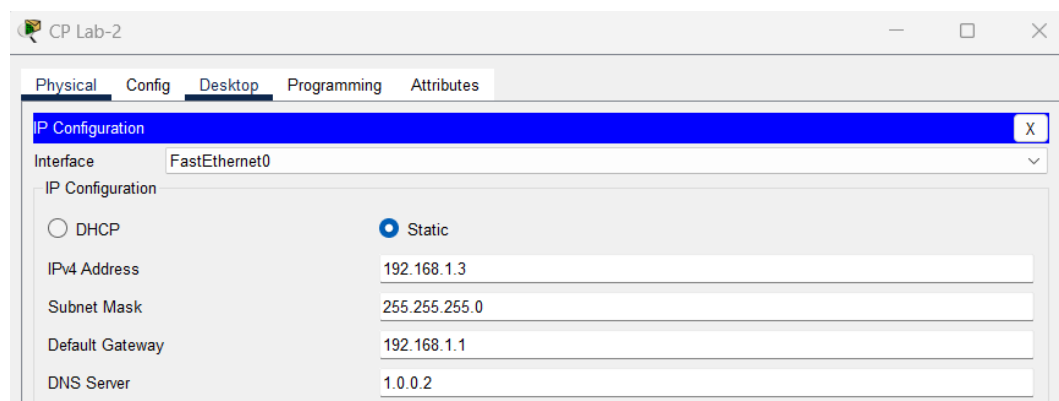 CP Lab-2
Physical Config Desktop Programming Attributes
IP Configuration X
Interface FastEthernet0
IP Configuration
DHCP Static
IPv4 Address 192.168.1.3
Subnet Mask 255.255.255.0
Default Gateway 192.168.1.1
DNS Server 1.0.0.2